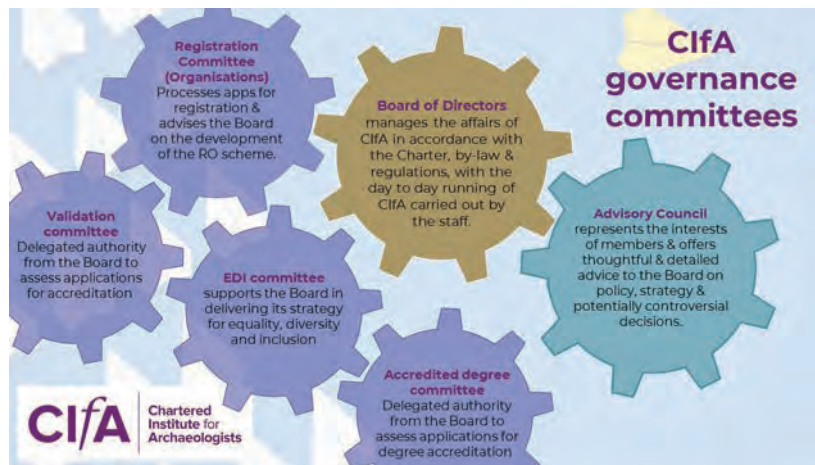 CIfA
governance
committees
Registration
Committee
(Organisations)
Processes apps for
registration &
advises the Board
on the development
of the RO scheme.
Board of Directors
manages the affairs of
CIfA in accordance with
the Charter, by-law &
regulations, with the
day to day running of
CIfA carried out by
the staff.
Validation
committee
Delegated authority
from the Board to
assess applications
for accreditation
EDI committee
supports the Board in
delivering its strategy
for equality, diversity
and inclusion
Advisory Council
represents the interests
of members & offers
thoughtful & detailed
advice to the Board on
policy, strategy &
potentially controversial
decisions.
Accredited degree
committee
Delegated authority
from the Board to
assess applications for
degree accreditation
CIfA
Chartered
Institute for
Archaeologists